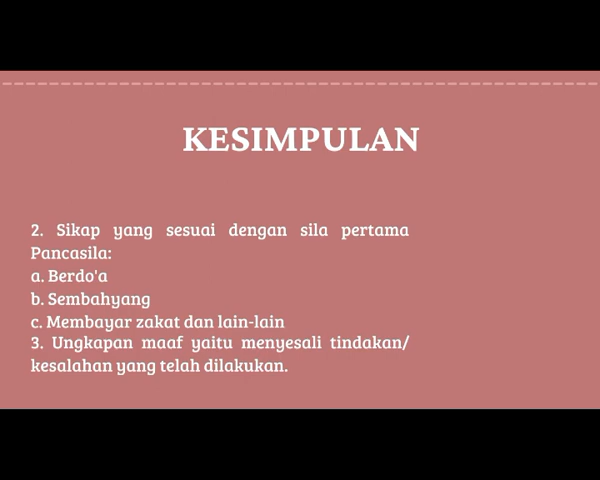 KESIMPULAN
2. Sikap yang sesuai dengan sila pertama
Pancasila:
a. Berdo'a
b. Sembahyang
c. Membayar zakat dan lain-lain
3. Ungkapan maaf yaitu menyesali tindakan/
kesalahan yang telah dilakukan.